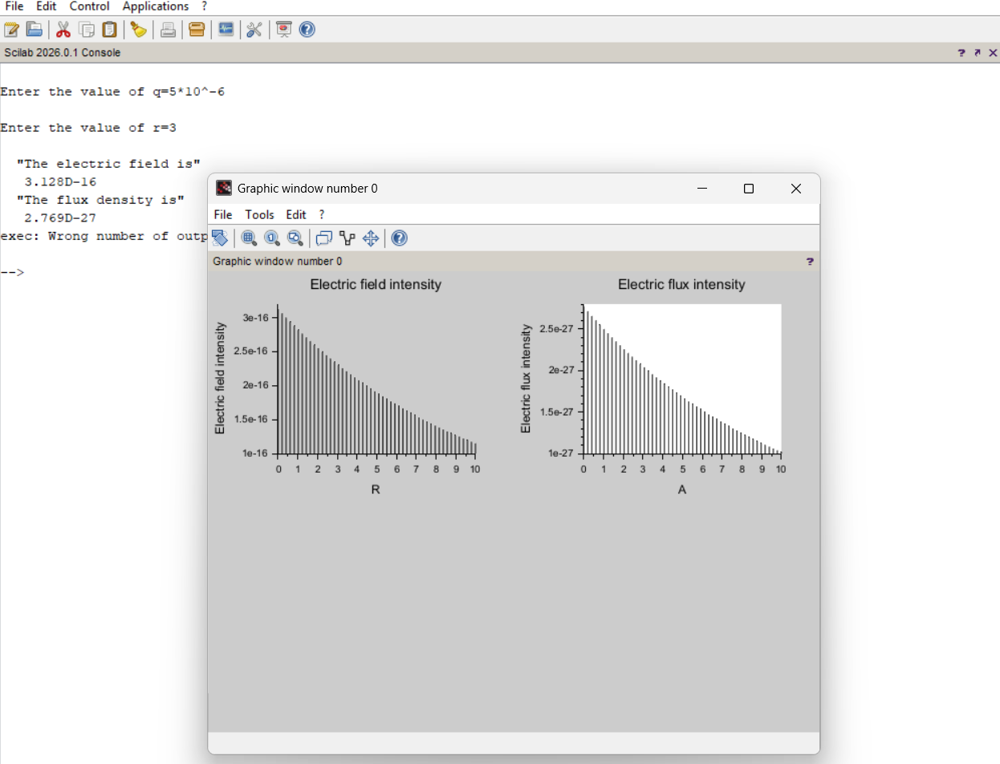 File Edit Control Applications ?
Scilab 2026.0.1 Console
Enter the value of q=5*10^-6
Enter the value of r=3
"The electric field is"
3.128D-16
"The flux density is"
2.769D-27
exec: Wrong number of outp
-->
Graphic window number 0
File Tools Edit ?
Graphic window number 0
Electric field intensity
Electric field intensity
3e-16
2.5e-16
2e-16
1.5e-16
1e-16
0 1 2 3 4 5 6 7 8 9 10
R
Electric flux intensity
Electric flux intensity
2.5e-27
2e-27
1.5e-27
1e-27
0 1 2 3 4 5 6 7 8 9 10
A